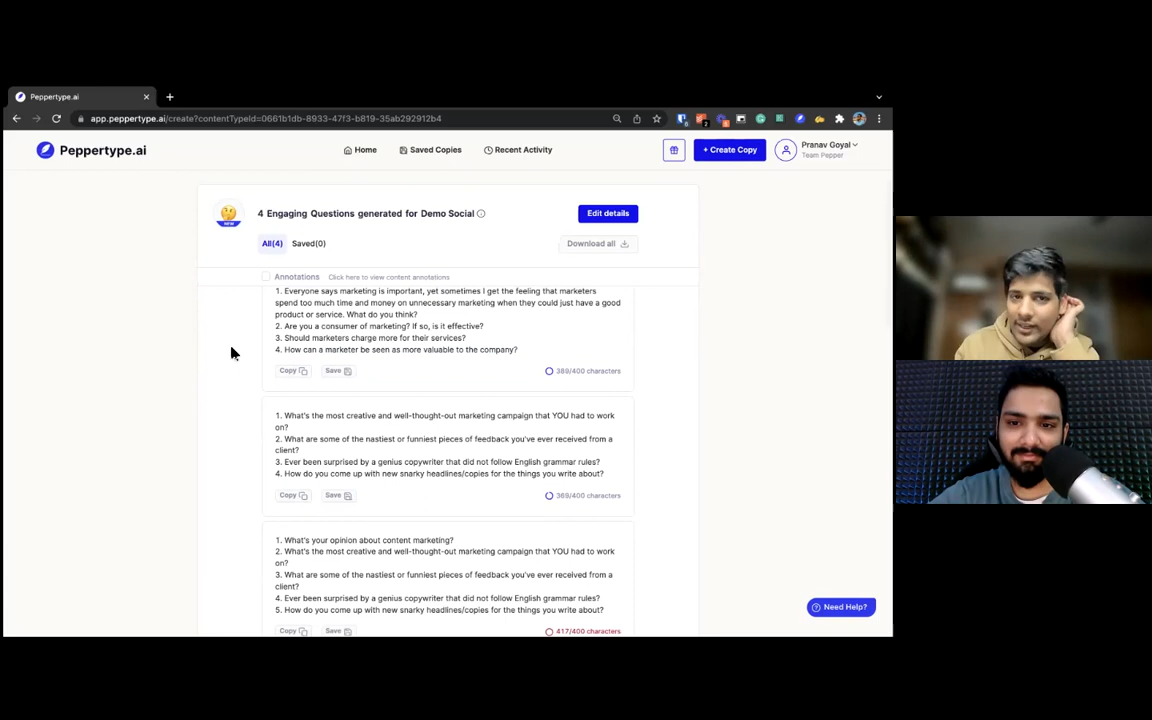 Peppertype.ai
app.peppertype.ai/create?contentTypeId=0661b1db-8933-47f3-b819-35ab292912b4
Peppertype.ai
Home
Saved Copies
Recent Activity
+ Create Copy
Pranav Goyal
Team Pepper
NEW
4 Engaging Questions generated for Demo Social
Edit details
All(4)
Saved(0)
Download all
Annotations
Click here to view content annotations
1. Everyone says marketing is important, yet sometimes I get the feeling that marketers
spend too much time and money on unnecessary marketing when they could just have a good
product or service. What do you think?
2. Are you a consumer of marketing? If so, is it effective?
3. Should marketers charge more for their services?
4. How can a marketer be seen as more valuable to the company?
Copy
Save
389/400 characters
1. What's the most creative and well-thought-out marketing campaign that YOU had to work
on?
2. What are some of the nastiest or funniest pieces of feedback you've ever received from a
client?
3. Ever been surprised by a genius copywriter that did not follow English grammar rules?
4. How do you come up with new snarky headlines/copies for the things you write about?
Copy
Save
369/400 characters
1. What's your opinion about content marketing?
2. What's the most creative and well-thought-out marketing campaign that YOU had to work
on?
3. What are some of the nastiest or funniest pieces of feedback you've ever received from a
client?
4. Ever been surprised by a genius copywriter that did not follow English grammar rules?
5. How do you come up with new snarky headlines/copies for the things you write about?
Copy
Save
417/400 characters
Need Help?